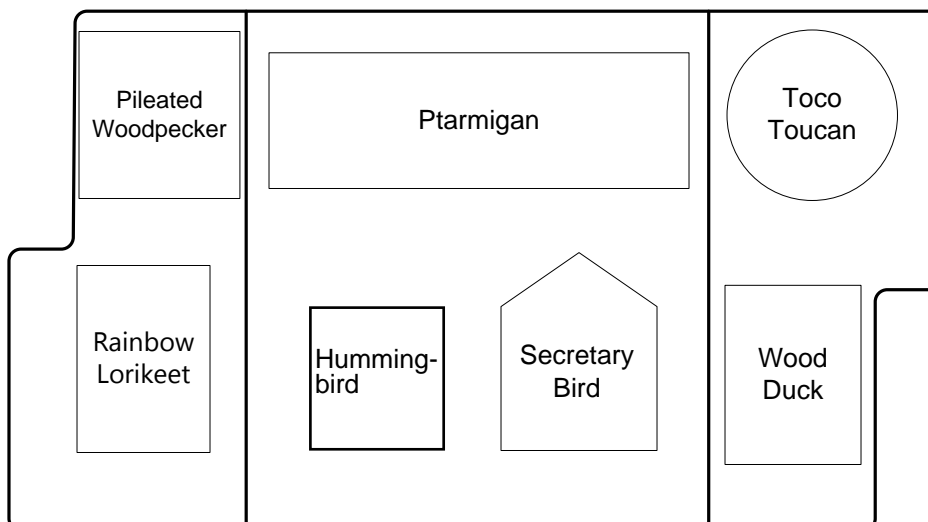 Pileated
Woodpecker
Ptarmigan
Toco
Toucan
Rainbow
Lorikeet
Humming-
bird
Secretary
Bird
Wood
Duck